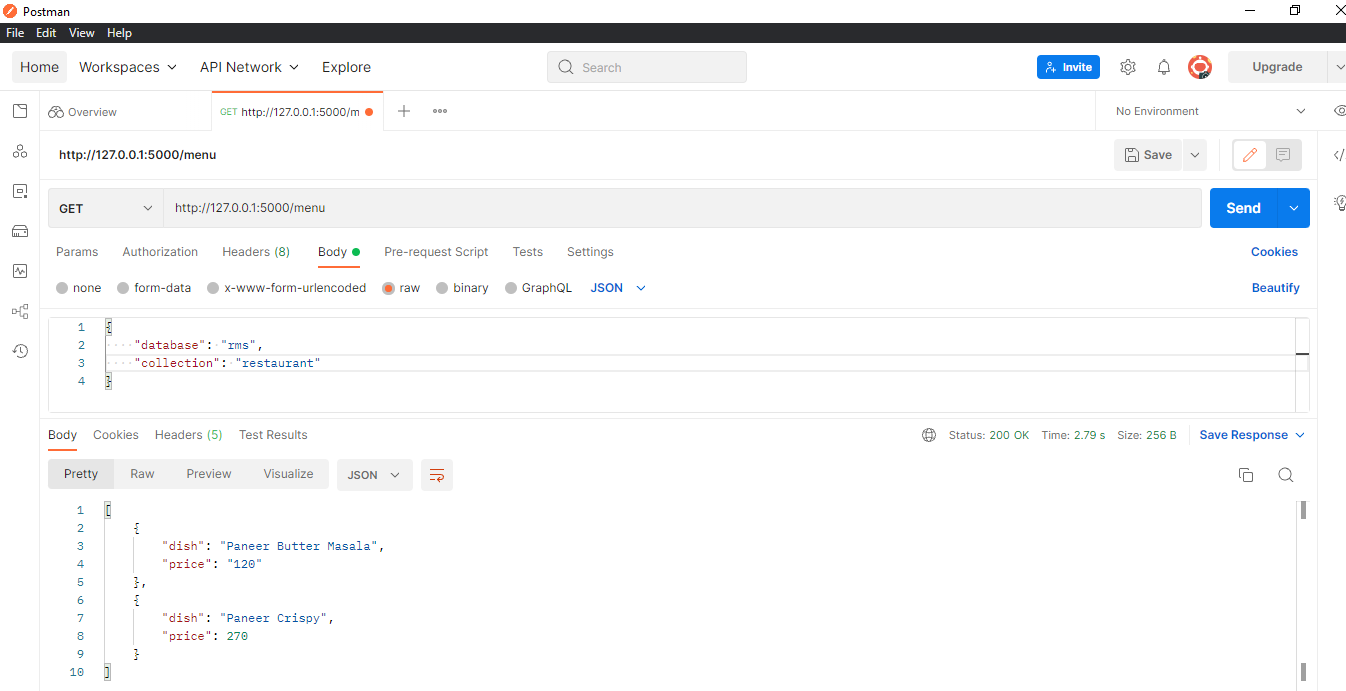 Postman
File Edit View Help
Home Workspaces API Network Explore Search Invite Upgrade
Overview GET http://127.0.0.1:5000/m No Environment
http://127.0.0.1:5000/menu Save
GET http://127.0.0.1:5000/menu Send
Params Authorization Headers (8) Body Pre-request Script Tests Settings Cookies
none form-data x-www-form-urlencoded raw binary GraphQL JSON Beautify
1 {
2 "database": "rms",
3 "collection": "restaurant"
4 }
Body Cookies Headers (5) Test Results Status: 200 OK Time: 2.79 s Size: 256 B Save Response
Pretty Raw Preview Visualize JSON
1 [
2 {
3 "dish": "Paneer Butter Masala",
4 "price": "120"
5 },
6 {
7 "dish": "Paneer Crispy",
8 "price": 270
9 }
10 ]